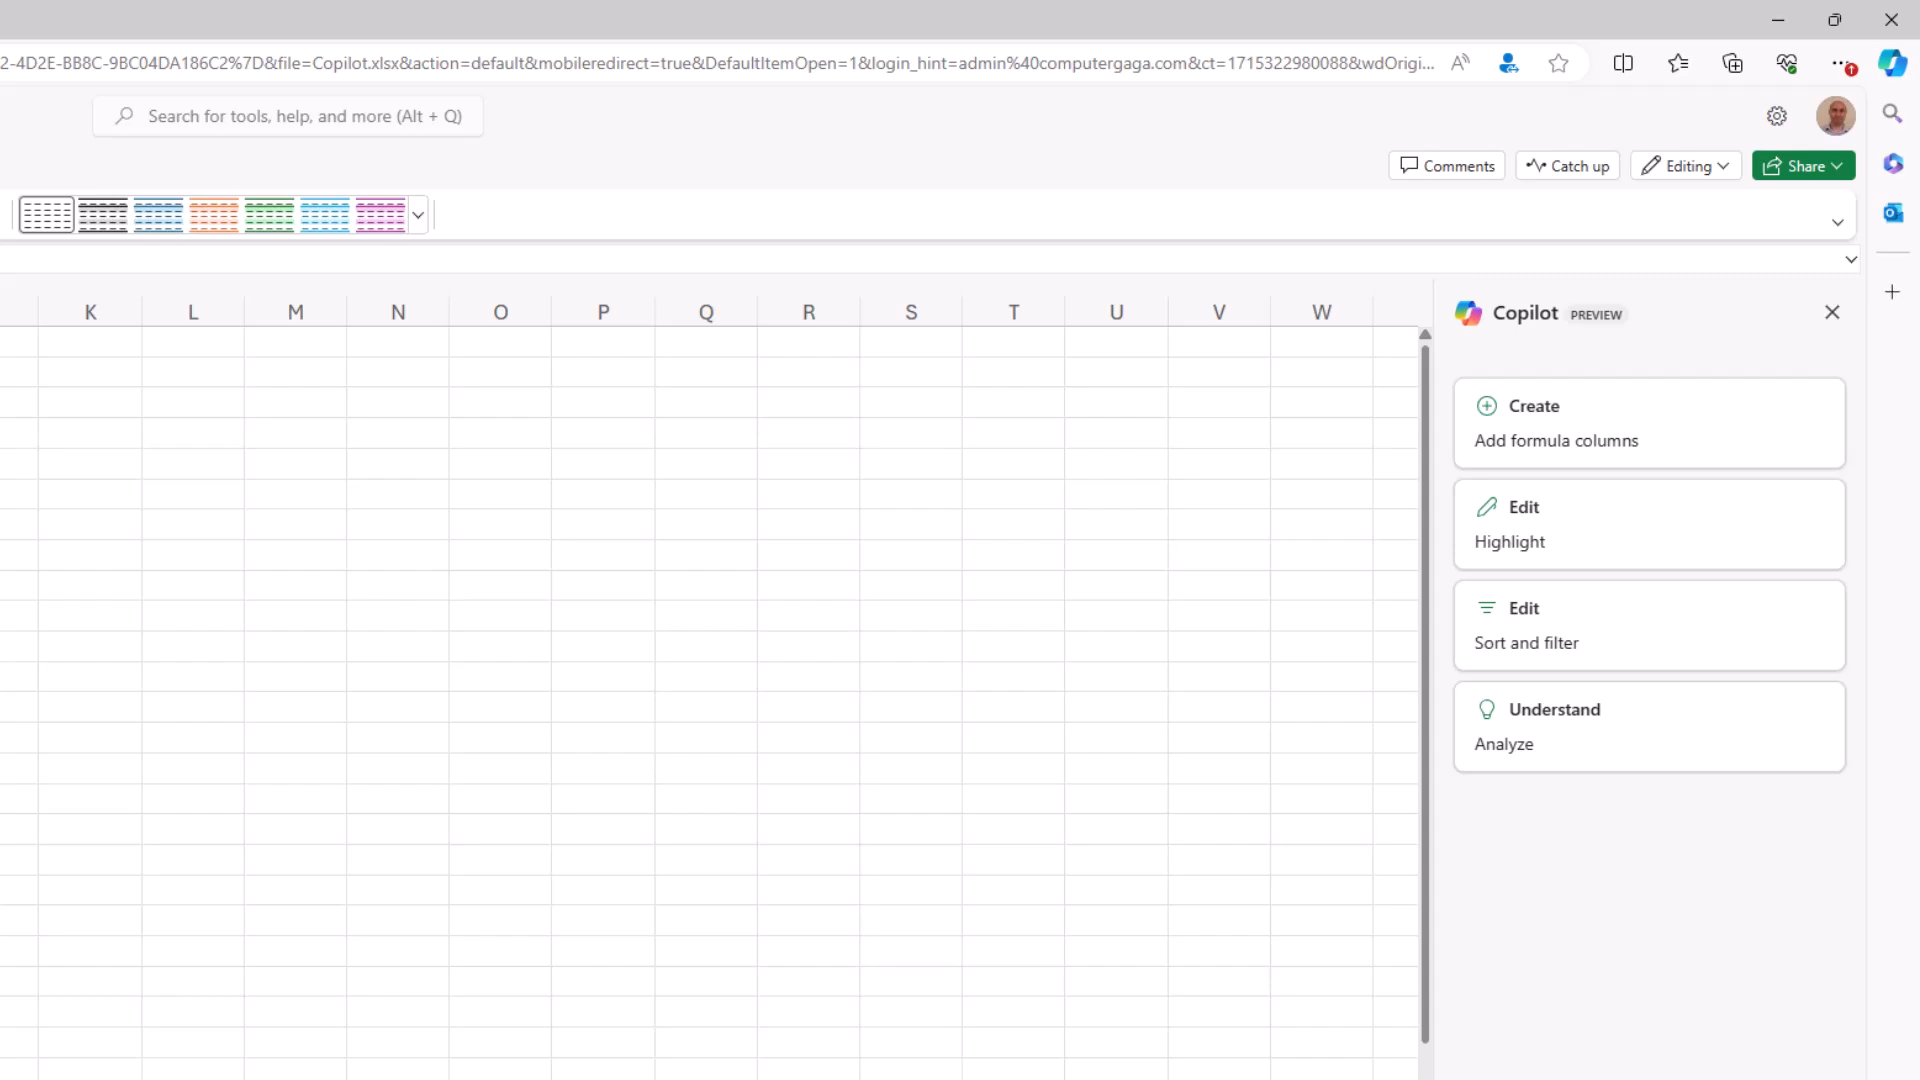 2-4D2E-BB8C-9BC04DA186C2%7D&file=Copilot.xlsx&action=default&mobileredirect=true&DefaultItemOpen=1&login_hint=admin%40computergaga.com&ct=1715322980088&wdOrigi...
Search for tools, help, and more (Alt + Q)
Comments Catch up Editing Share
K L M N O P Q R S T U V W
Copilot PREVIEW
Create
Add formula columns
Edit
Highlight
Edit
Sort and filter
Understand
Analyze